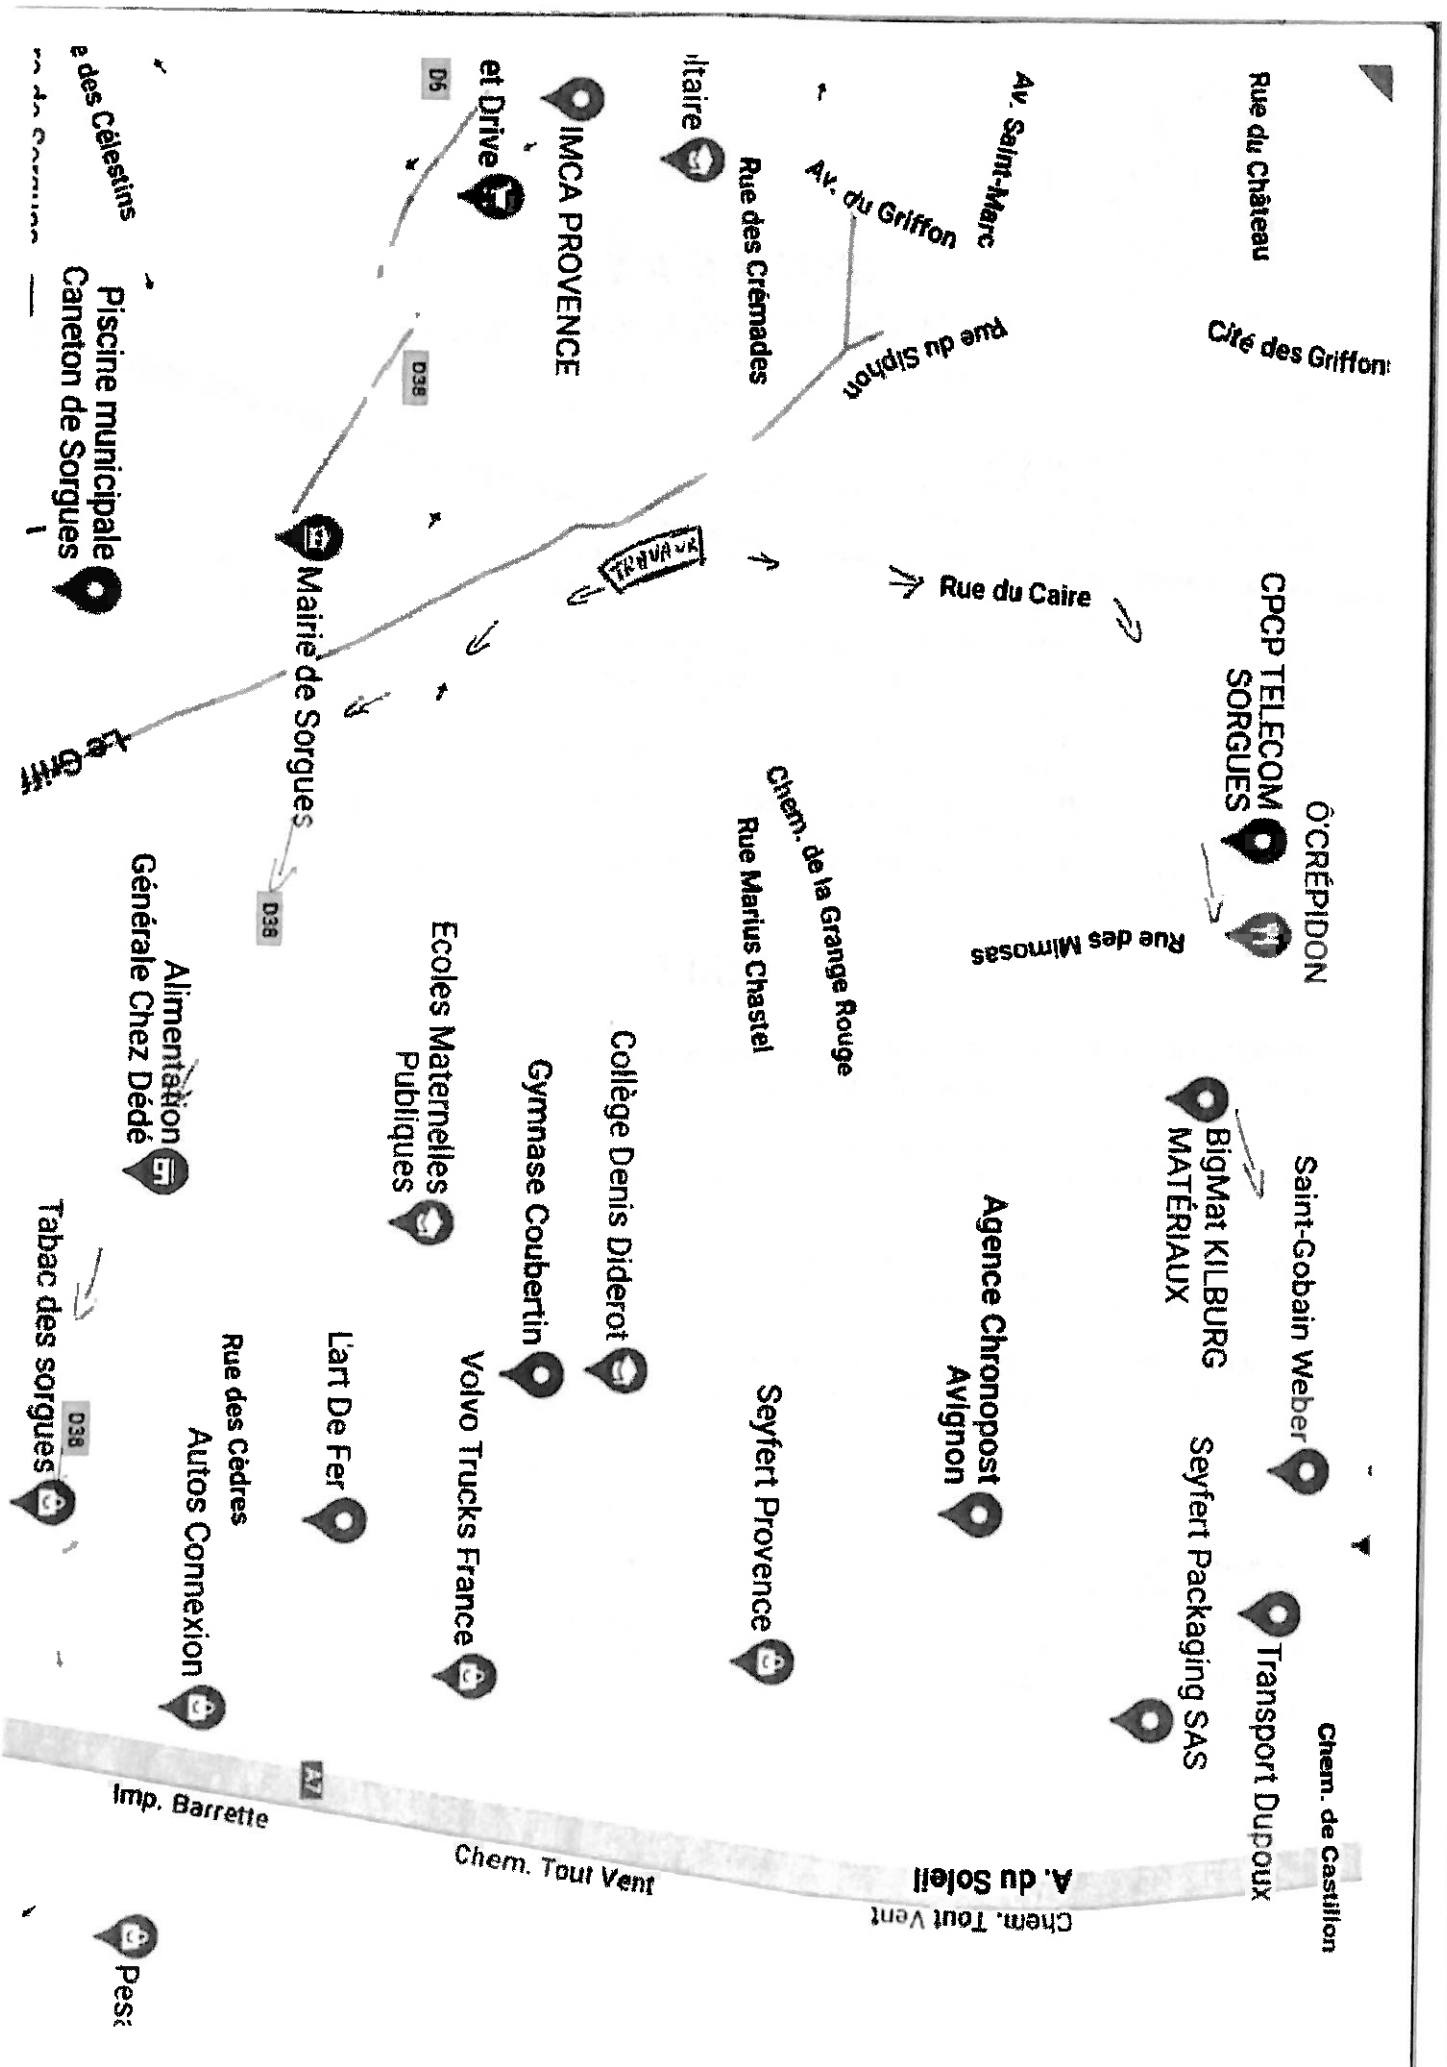 Rue du Château
Cité des Griffons
Av. Saint-Marc
Av. du Griffon
Rue du Siphon
Rue des Crémades
ltaire
IMCA PROVENCE
et Drive
D6
D38
e des Célestins
Piscine municipale
Caneton de Sorgues
Mairie de Sorgues
TRAVAUX
Rue du Caire
CPCP TELECOM
SORGUES
Ô'CRÉPIDON
Rue des Mimosas
Chem. de la Grange Rouge
Rue Marius Chastel
D38
Ecoles Maternelles
Publiques
Alimentation
Générale Chez Dédé
Collège Denis Diderot
Gymnase Coubertin
BigMat KILBURG
MATÉRIAUX
Saint-Gobain Weber
Agence Chronopost
Avignon
Seyfert Packaging SAS
Transport Dupoux
Seyfert Provence
Volvo Trucks France
L'art De Fer
Rue des Cèdres
Autos Connexion
Tabac des sorgues
D38
Chem. de Castillon
A7
A. du Soleil
Chem. Tout Vent
Chem. Tout Vent
Imp. Barrette
Pesa